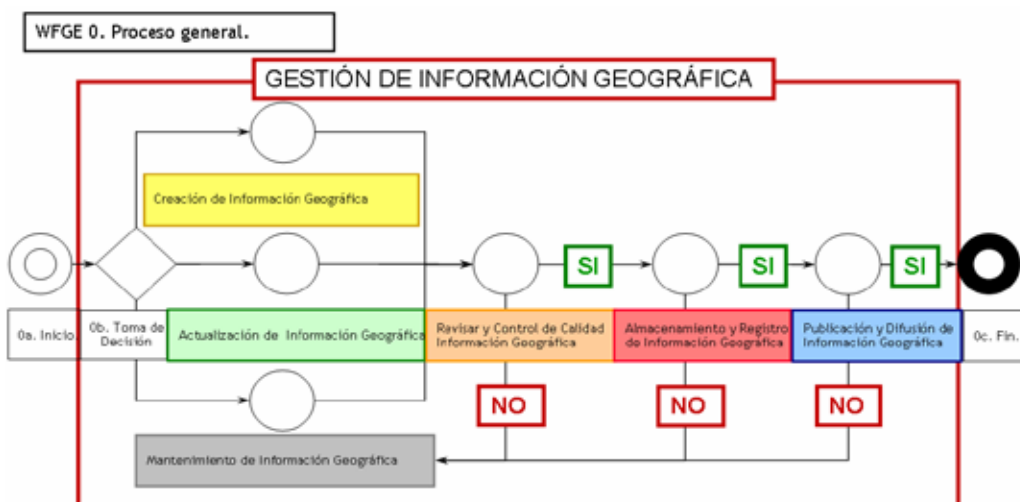 WFGE 0. Proceso general.
GESTIÓN DE INFORMACIÓN GEOGRÁFICA
Creación de Información Geográfica
SI
SI
SI
0a. Inicio.
0b. Toma de
Decisión
Actualización de Información Geográfica
Revisar y Control de Calidad
Información Geográfica
Almacenamiento y Registro
de Información Geográfica
Publicación y Difusión de
Información Geográfica
0c. Fin.
NO
NO
NO
Mantenimiento de Información Geográfica